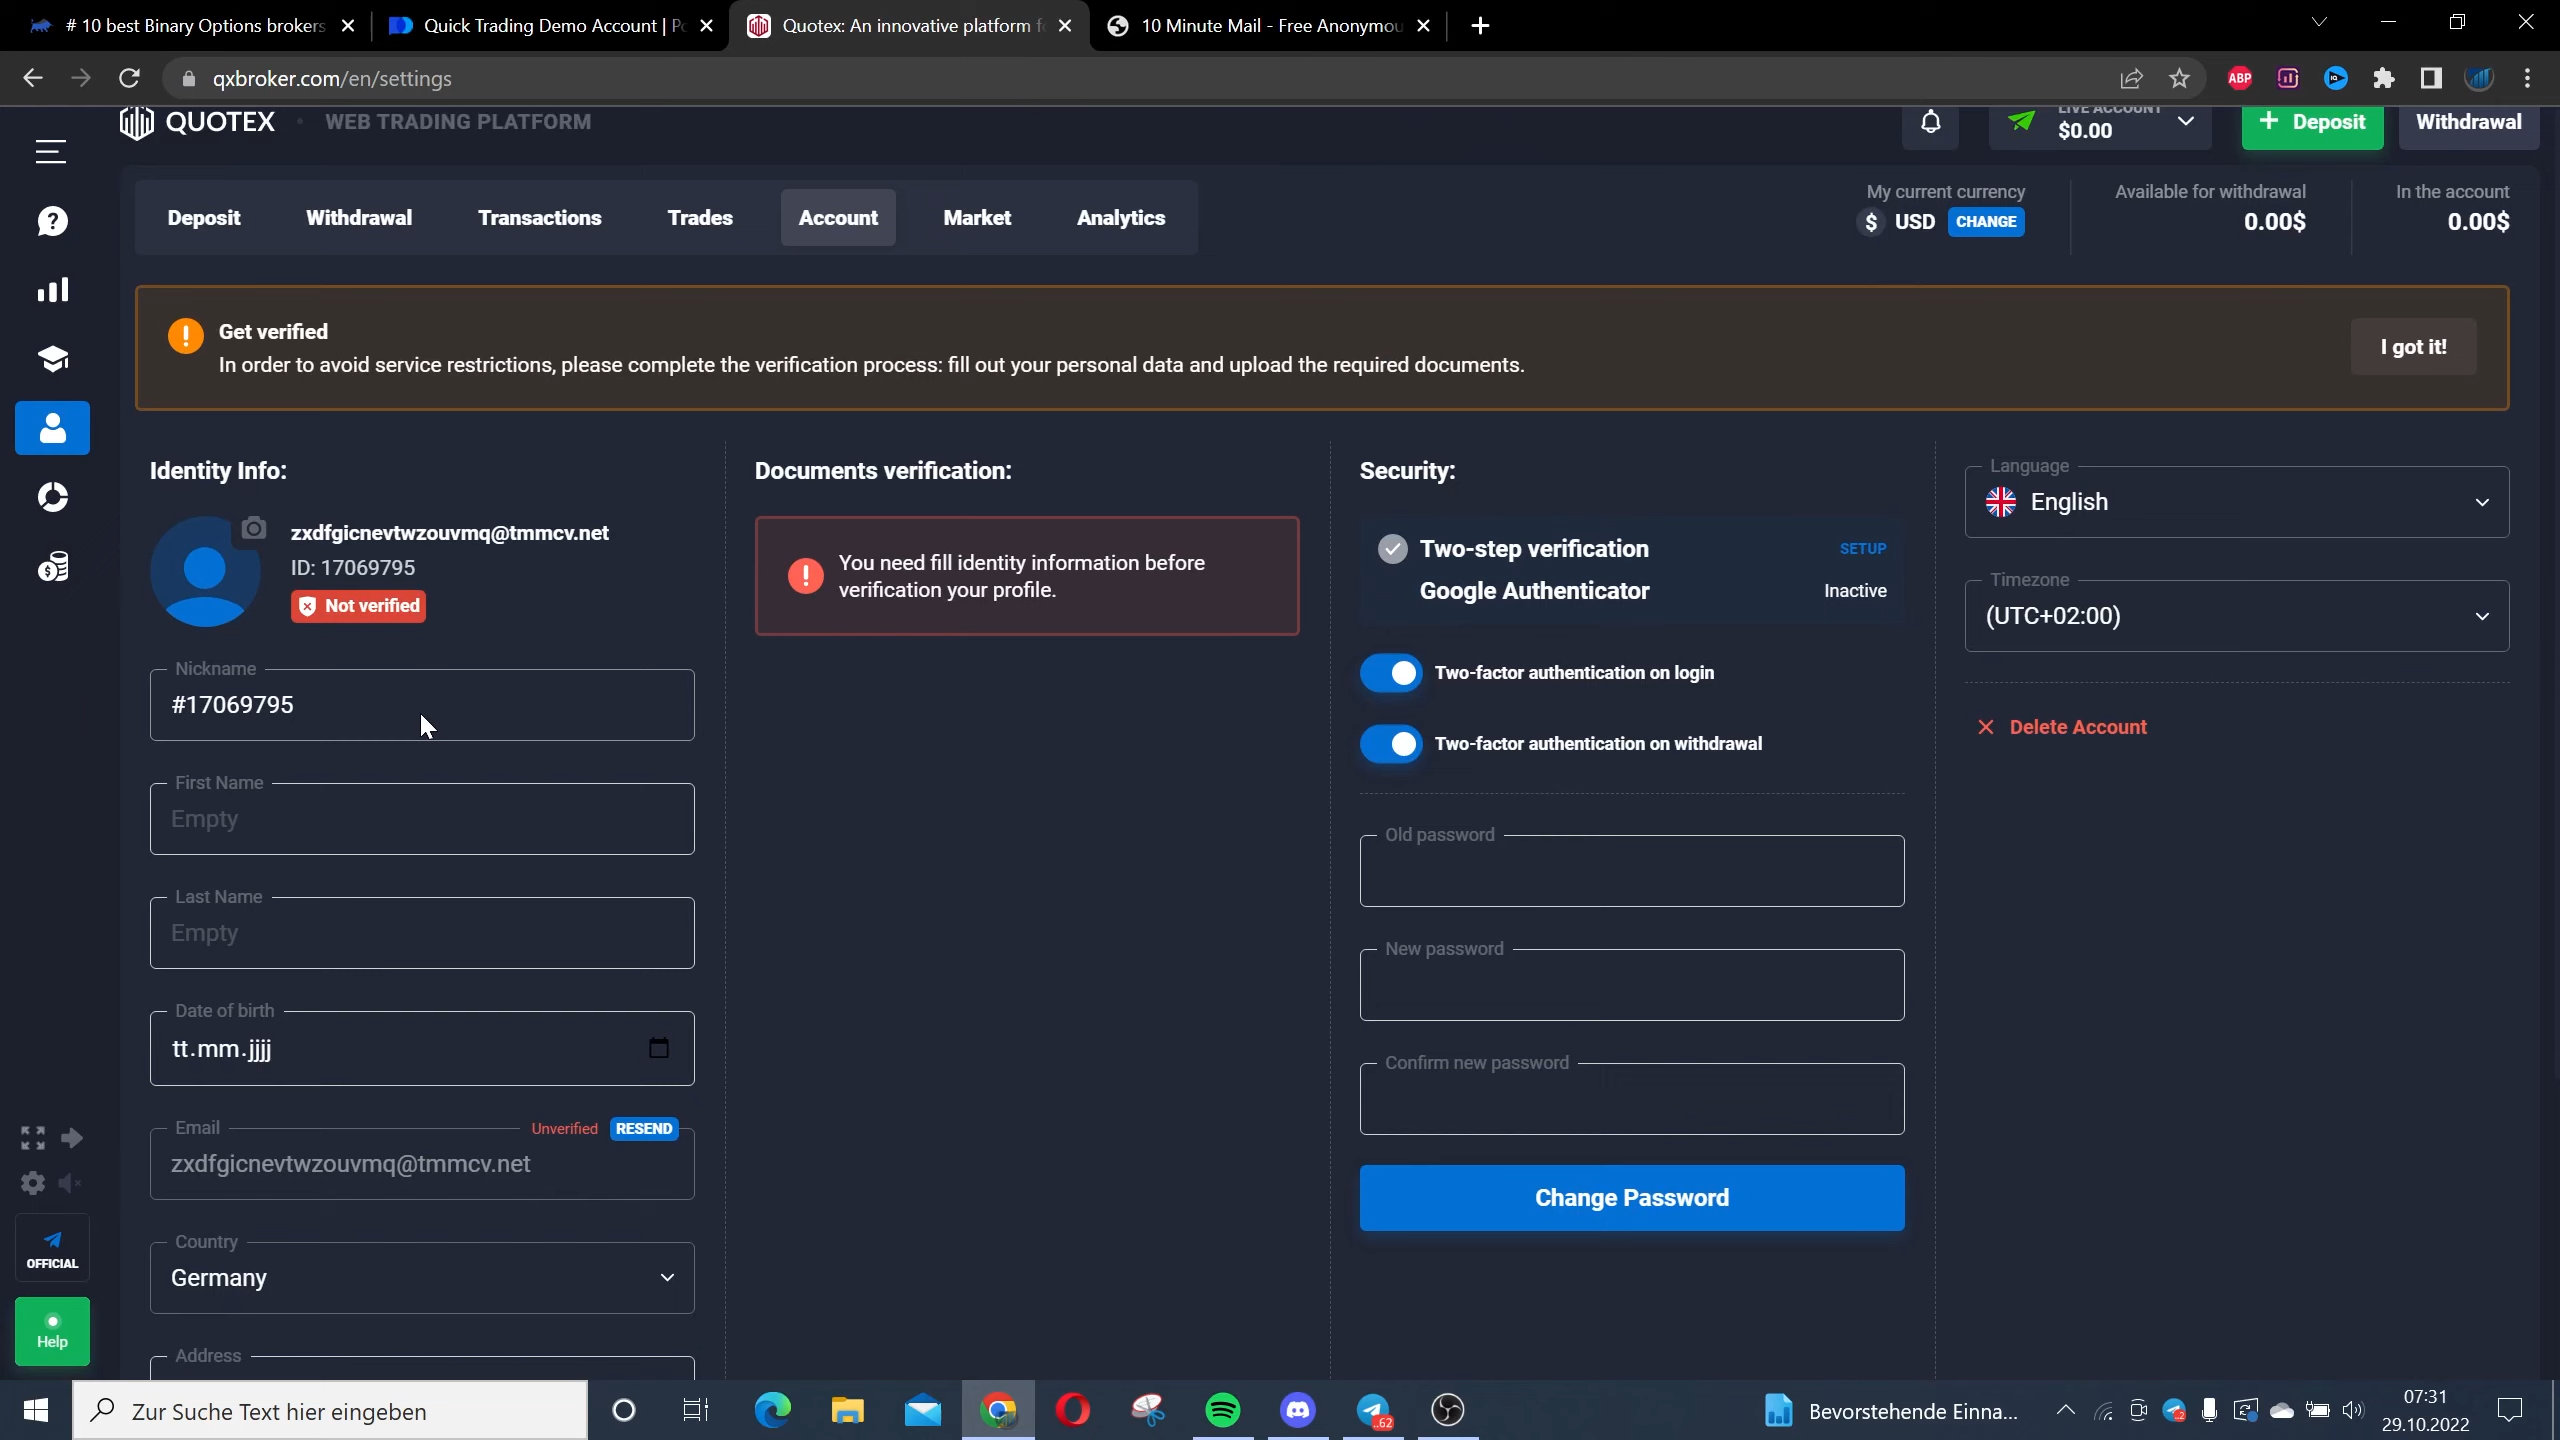 # 10 best Binary Options brokers
Quick Trading Demo Account | Po
Quotex: An innovative platform fo
10 Minute Mail - Free Anonymou
qxbroker.com/en/settings
ABP
QUOTEX
WEB TRADING PLATFORM
LIVE ACCOUNT
$0.00
+ Deposit
Withdrawal
Deposit
Withdrawal
Transactions
Trades
Account
Market
Analytics
My current currency
$ USD CHANGE
Available for withdrawal
0.00$
In the account
0.00$
Get verified
In order to avoid service restrictions, please complete the verification process: fill out your personal data and upload the required documents.
I got it!
Identity Info:
zxdfgicnevtwzouvmq@tmmcv.net
ID: 17069795
Not verified
Nickname
#17069795
First Name
Empty
Last Name
Empty
Date of birth
tt.mm.jjjj
Email
Unverified RESEND
zxdfgicnevtwzouvmq@tmmcv.net
Country
Germany
Address
Documents verification:
You need fill identity information before
verification your profile.
Security:
Two-step verification
SETUP
Google Authenticator
Inactive
Two-factor authentication on login
Two-factor authentication on withdrawal
Old password
New password
Confirm new password
Change Password
Language
English
Timezone
(UTC+02:00)
Delete Account
OFFICIAL
Help
Zur Suche Text hier eingeben
..62
Bevorstehende Einna...
07:31
29.10.2022